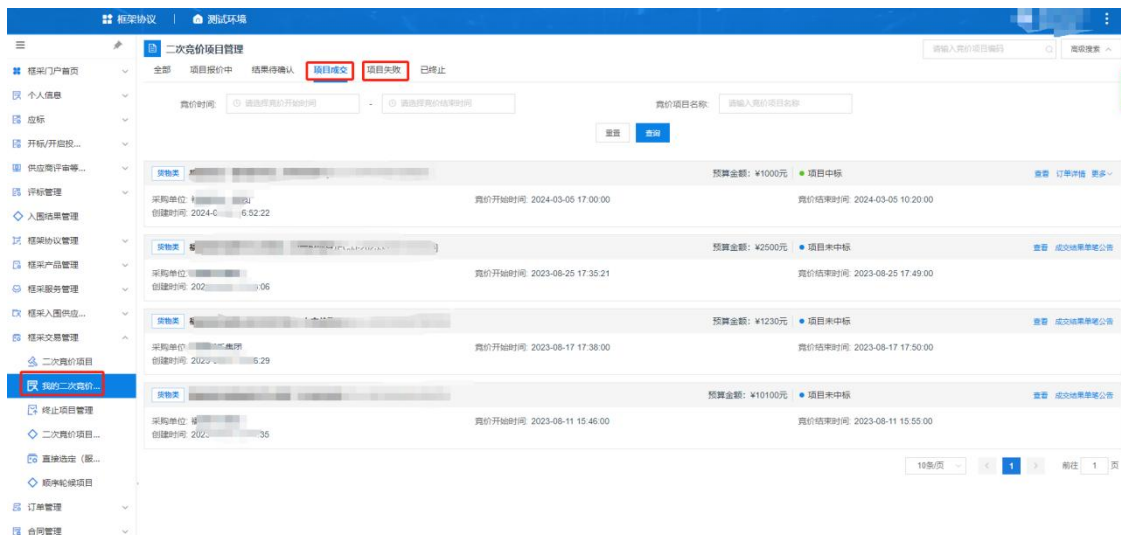 框架协议 | 测试环境
二次竞价项目管理
请输入竞价项目编码
高级搜索
全部 项目报价中 结果待确认 项目成交 项目失败 已终止
竞价时间: 请选择竞价开始时间 - 请选择竞价结束时间 竞价项目名称: 请输入竞价项目名称
重置 查询
框采门户首页
个人信息
应标
开标/开启投...
供应商评审等...
评标管理
入围结果管理
框架协议管理
框采产品管理
框采服务管理
框采入围供应...
框采交易管理
二次竞价项目
我的二次竞价...
终止项目管理
二次竞价项目...
直接选定（服...
顺序轮候项目
订单管理
合同管理
货物类 预算金额: ¥1000元 项目中标 查看 订单详情 更多
采购单位: 竞价开始时间: 2024-03-05 17:00:00 竞价结束时间: 2024-03-05 10:20:00
创建时间: 2024-0 6:52:22
货物类 预算金额: ¥2500元 项目未中标 查看 成交结果单笔公告
采购单位: 竞价开始时间: 2023-08-25 17:35:21 竞价结束时间: 2023-08-25 17:49:00
创建时间: 202 :06
货物类 预算金额: ¥1230元 项目未中标 查看 成交结果单笔公告
采购单位: 集团 竞价开始时间: 2023-08-17 17:38:00 竞价结束时间: 2023-08-17 17:50:00
创建时间: 2023- 5:29
货物类 预算金额: ¥10100元 项目未中标 查看 成交结果单笔公告
采购单位: 竞价开始时间: 2023-08-11 15:46:00 竞价结束时间: 2023-08-11 15:55:00
创建时间: 2023- 35
10条/页 < 1 > 前往 1 页